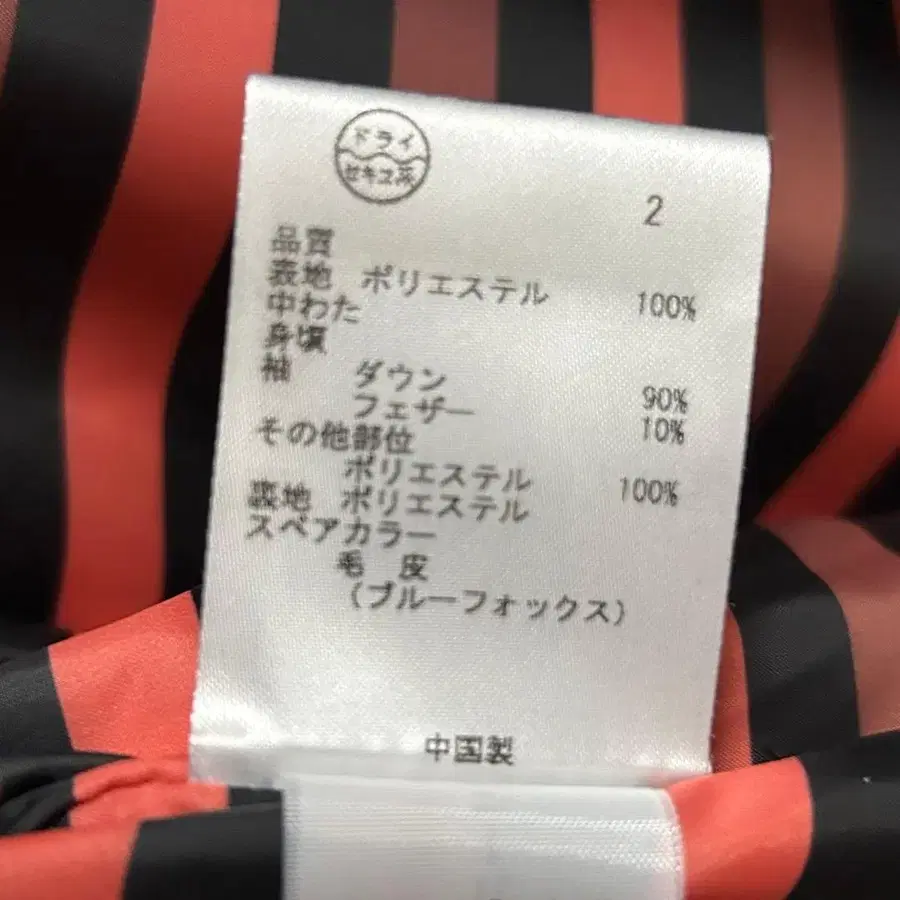 ドライ
セキユ系
2
品質
表地 ポリエステル 100%
中わた
身頃
袖 ダウン 90%
フェザー 10%
その他部位
ポリエステル 100%
裏地 ポリエステル
スペアカラー
毛 皮
(ブルーフォックス)
中国製